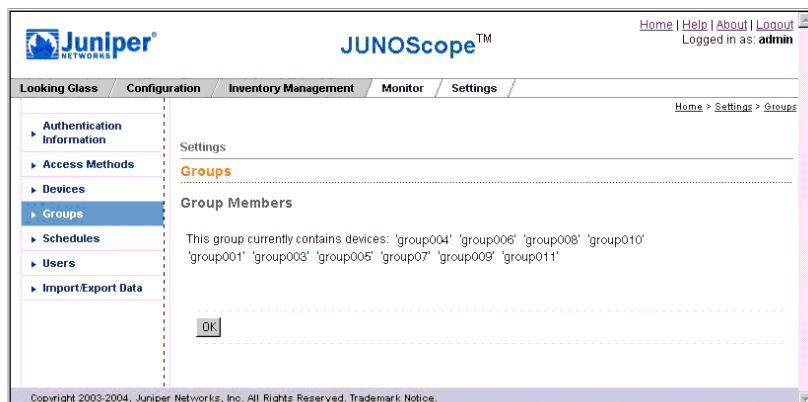 Home | Help | About | Logout
Juniper®
NETWORKS
JUNOScope™
Logged in as: admin
Looking Glass / Configuration / Inventory Management / Monitor / Settings /
Home > Settings > Groups
Authentication
Information
Access Methods
Devices
Groups
Schedules
Users
Import/Export Data
Settings
Groups
Group Members
This group currently contains devices: 'group004' 'group006' 'group008' 'group010'
'group001' 'group003' 'group005' 'group07' 'group009' 'group011'
OK
Copyright 2003-2004, Juniper Networks, Inc. All Rights Reserved. Trademark Notice.